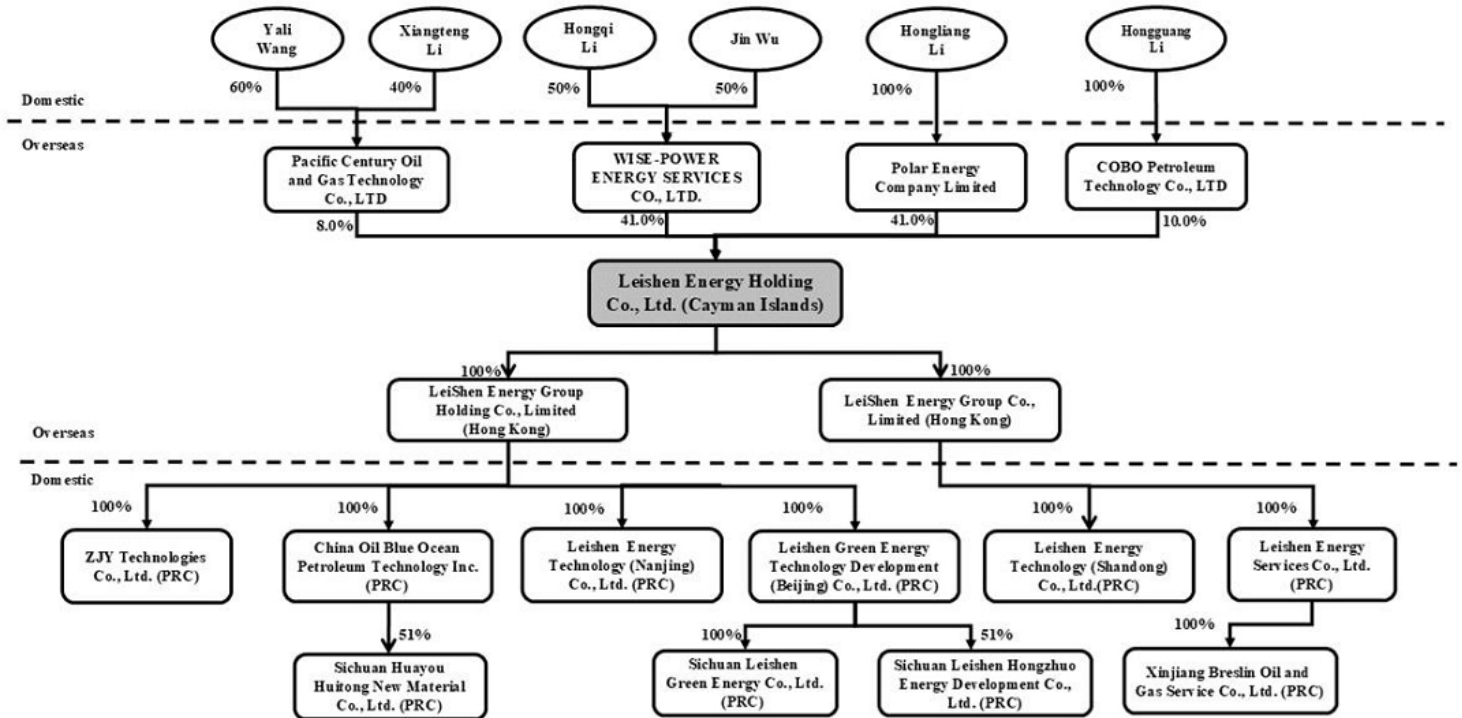 Yali
Wang
Xiangteng
Li
Hongqi
Li
Jin Wu
Hongliang
Li
Hongguang
Li
60%
40%
50%
50%
100%
100%
Domestic
Overseas
Pacific Century Oil
and Gas Technology
Co., LTD
WISE-POWER
ENERGY SERVICES
CO., LTD.
Polar Energy
Company Limited
COBO Petroleum
Technology Co., LTD
8.0%
41.0%
41.0%
10.0%
Leishen Energy Holding
Co., Ltd. (Cayman Islands)
100%
100%
LeiShen Energy Group
Holding Co., Limited
(Hong Kong)
LeiShen Energy Group Co.,
Limited (Hong Kong)
Overseas
Domestic
100%
100%
100%
100%
100%
100%
ZJY Technologies
Co., Ltd. (PRC)
China Oil Blue Ocean
Petroleum Technology Inc.
(PRC)
Leishen Energy
Technology (Nanjing)
Co., Ltd. (PRC)
Leishen Green Energy
Technology Development
(Beijing) Co., Ltd. (PRC)
Leishen Energy
Technology (Shandong)
Co., Ltd.(PRC)
Leishen Energy
Services Co., Ltd.
(PRC)
51%
100%
51%
100%
Sichuan Huayou
Huitong New Material
Co., Ltd. (PRC)
Sichuan Leishen
Green Energy Co., Ltd.
(PRC)
Sichuan Leishen Hongzhuo
Energy Development Co.,
Ltd. (PRC)
Xinjiang Breslin Oil and
Gas Service Co., Ltd. (PRC)